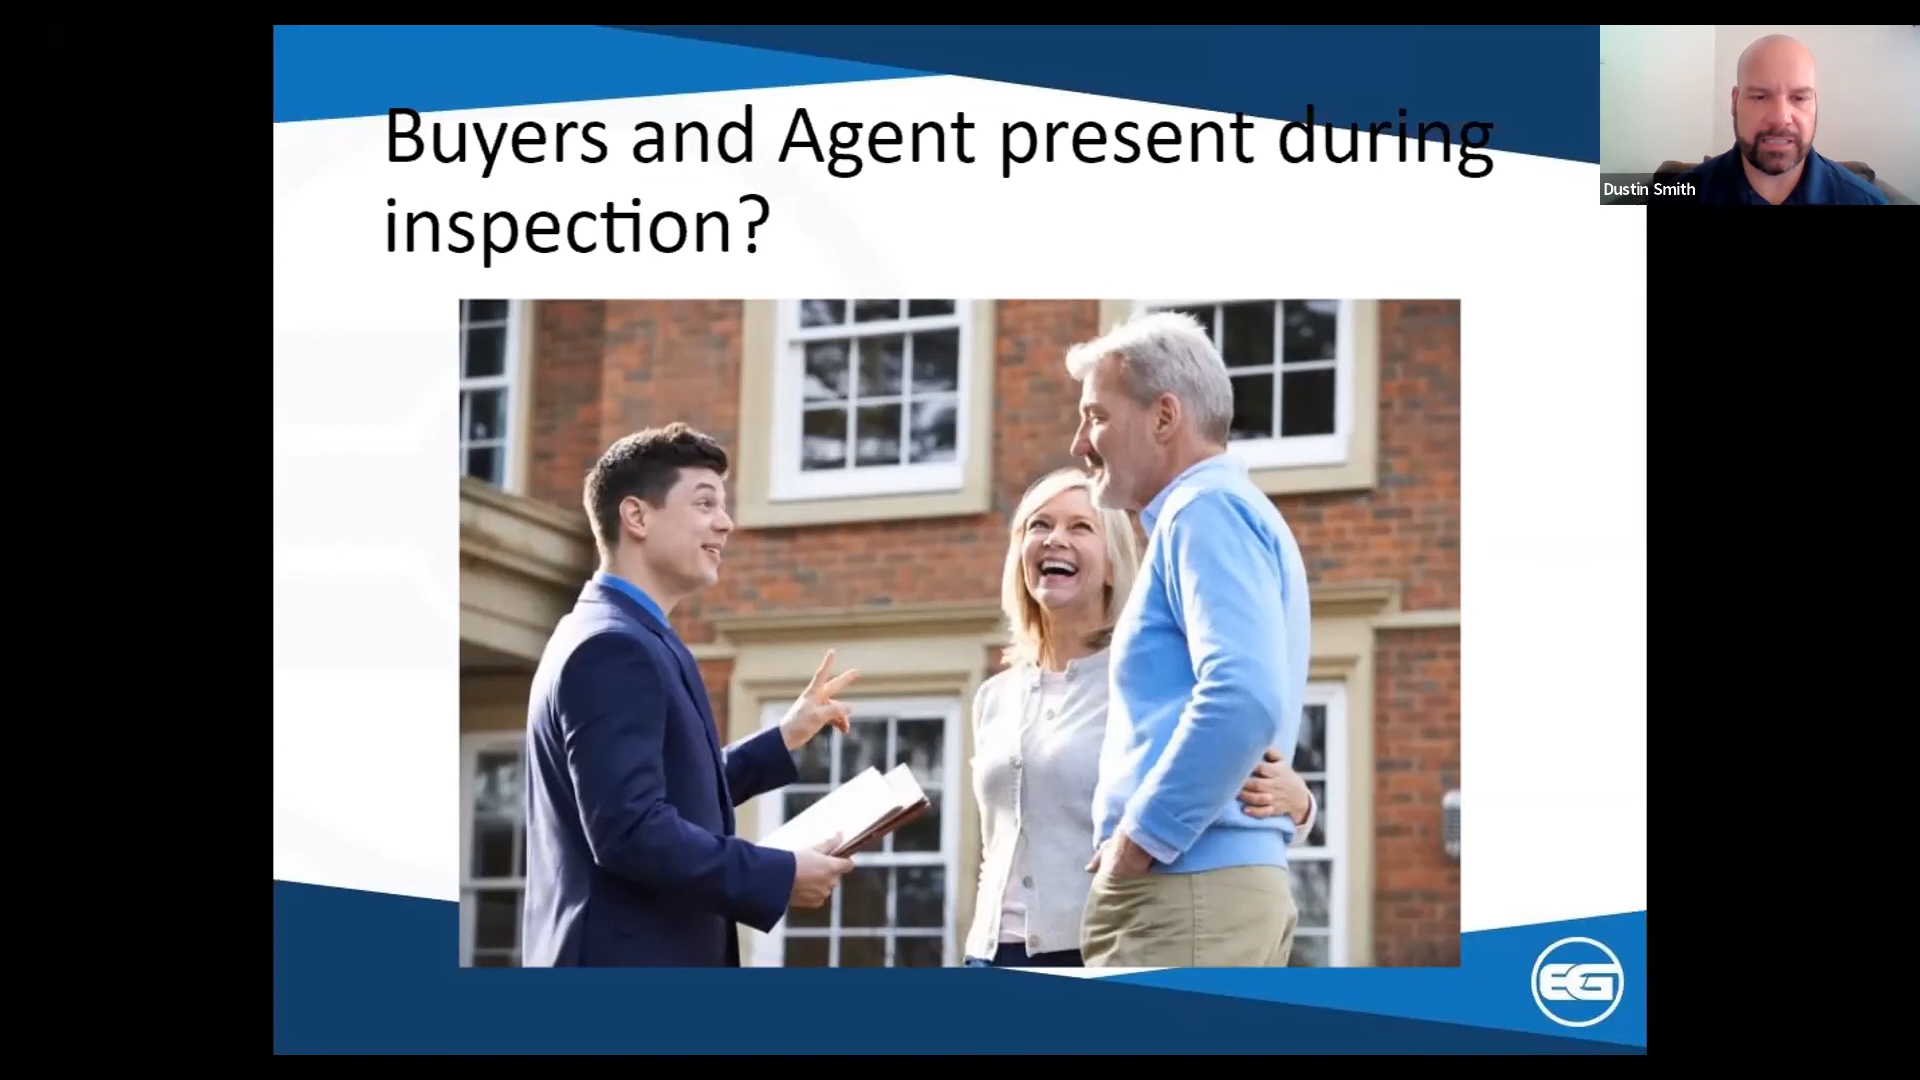 Buyers and Agent present during
inspection?
Dustin Smith
EG